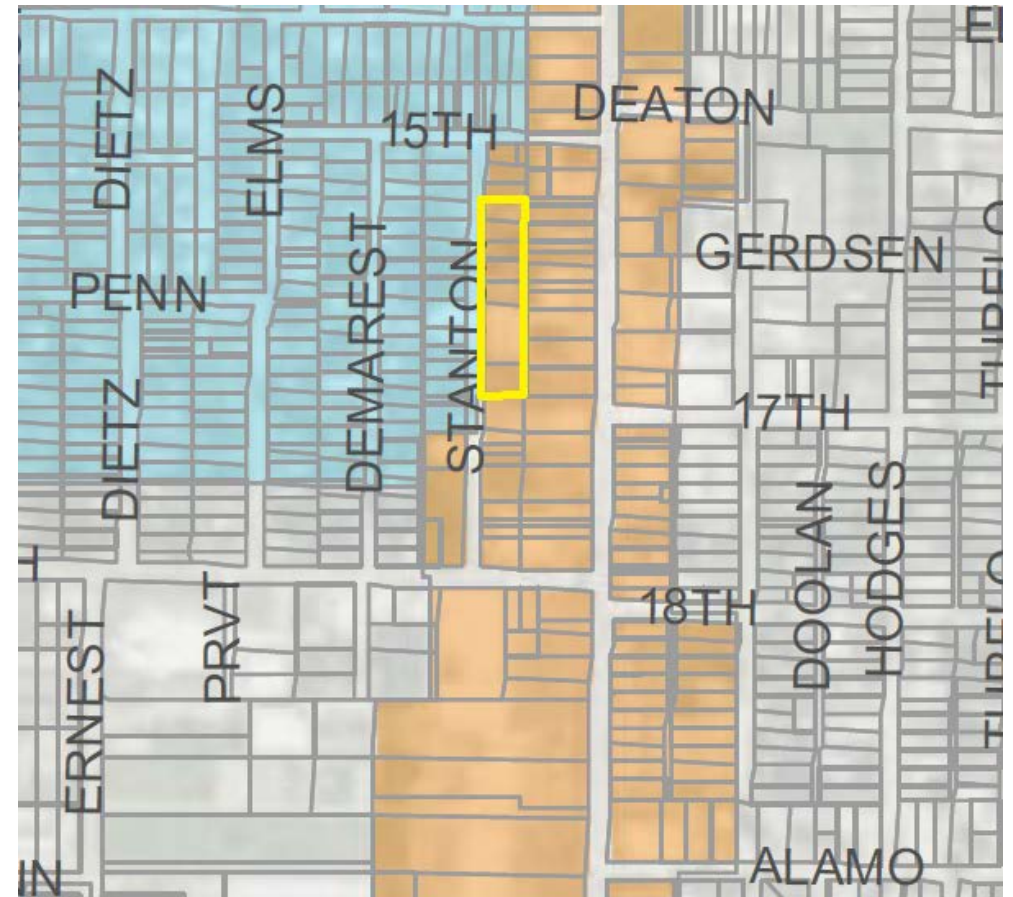 DEATON
DIETZ
ELMS
15TH
GERDSEN
PENN
DEMAREST
STANTON
17TH
DIETZ
DOOLAN
HODGES
18TH
PRVT
ERNEST
ALAMO